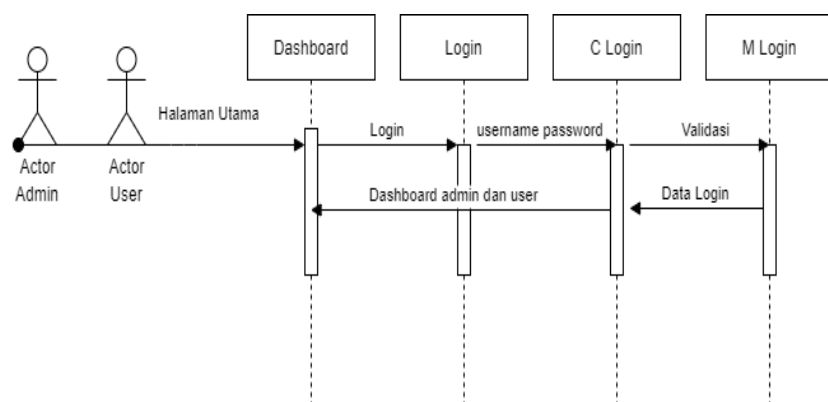 Dashboard
Login
C Login
M Login
Halaman Utama
Login
username password
Validasi
Actor
Admin
Actor
User
Dashboard admin dan user
Data Login